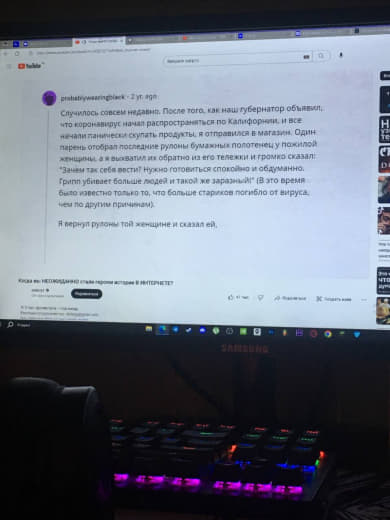 YouTube
Введите запрос
probablywearingblack · 2 yr. ago
Случилось совсем недавно. После того, как наш губернатор объявил,
что коронавирус начал распространяться по Калифорнии, и все
начали панически скупать продукты, я отправился в магазин. Один
парень отобрал последние рулоны бумажных полотенец у пожилой
женщины, а я выхватил их обратно из его тележки и громко сказал:
"Зачем так себя вести? Нужно готовиться спокойно и обдуманно.
Грипп убивает больше людей и такой же заразный!" (В это время
было известно только то, что больше стариков погибло от вируса,
чем по другим причинам).
Я вернул рулоны той женщине и сказал ей,
Когда вы НЕОЖИДАННО стали героем истории В ИНТЕРНЕТЕ?
Подписаться
Поделиться
Создать клип
SAMSUNG